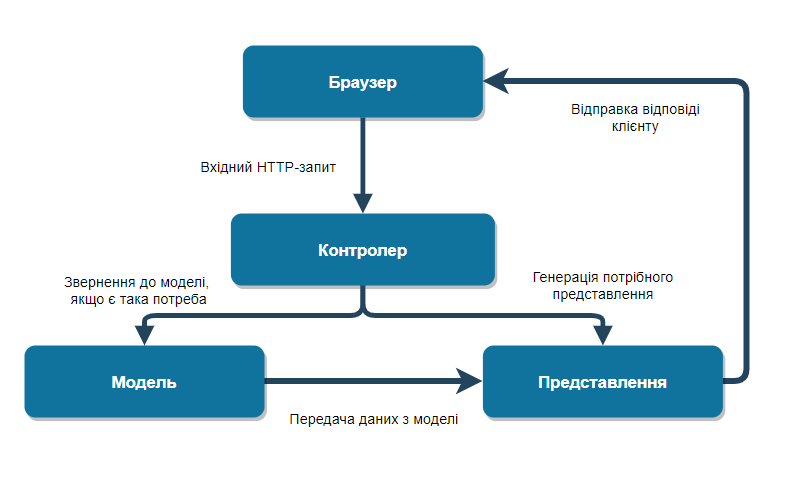 Браузер
Відправка відповіді
клієнту
Вхідний HTTP-запит
Контролер
Звернення до моделі,
якщо є така потреба
Генерація потрібного
представлення
Модель
Представлення
Передача даних з моделі